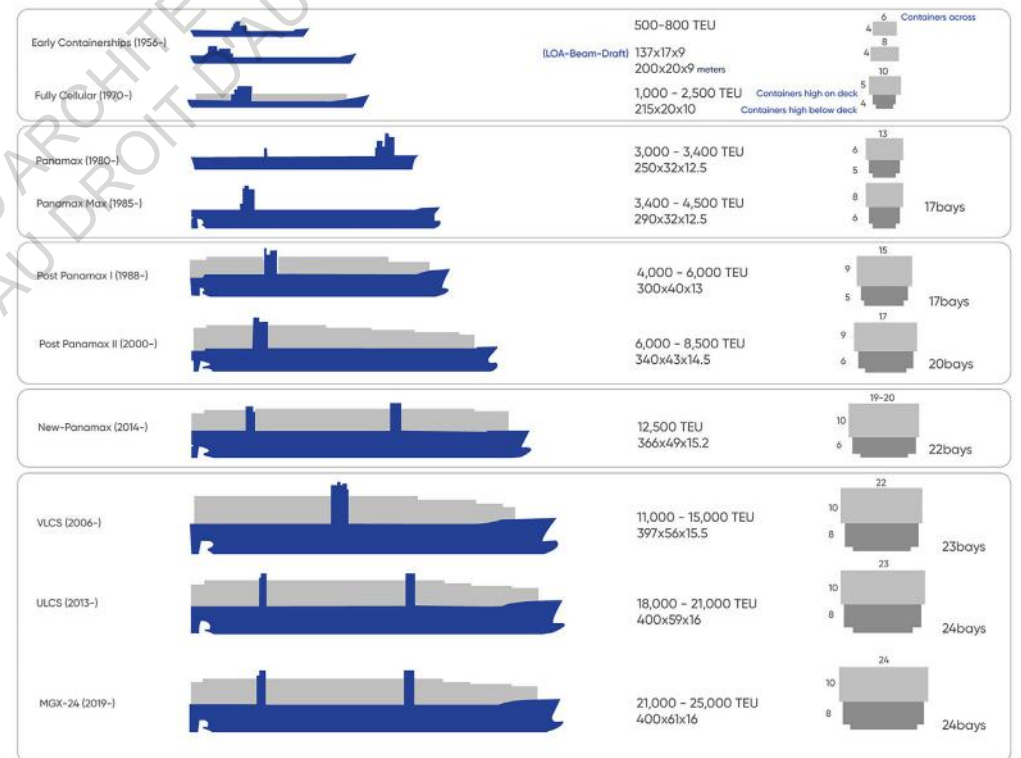 Early Containerships (1956-)
500-800 TEU
(LOA-Beam-Draft) 137x17x9
200x20x9 meters
6 Containers across
4
8
4
Fully Cellular (1970-)
1,000 - 2,500 TEU
215x20x10
Containers high on deck
Containers high below deck
10
5
4
Panamax (1980-)
3,000 - 3,400 TEU
250x32x12.5
13
6
5
Panamax Max (1985-)
3,400 - 4,500 TEU
290x32x12.5
8
6
17bays
Post Panamax I (1988-)
4,000 - 6,000 TEU
300x40x13
15
9
5
17bays
Post Panamax II (2000-)
6,000 - 8,500 TEU
340x43x14.5
17
9
6
20bays
New-Panamax (2014-)
12,500 TEU
366x49x15.2
19-20
10
6
22bays
VLCS (2006-)
11,000 - 15,000 TEU
397x56x15.5
22
10
8
23bays
ULCS (2013-)
18,000 - 21,000 TEU
400x59x16
23
10
8
24bays
MGX-24 (2019-)
21,000 - 25,000 TEU
400x61x16
24
10
8
24bays
AU DROIT D'AU